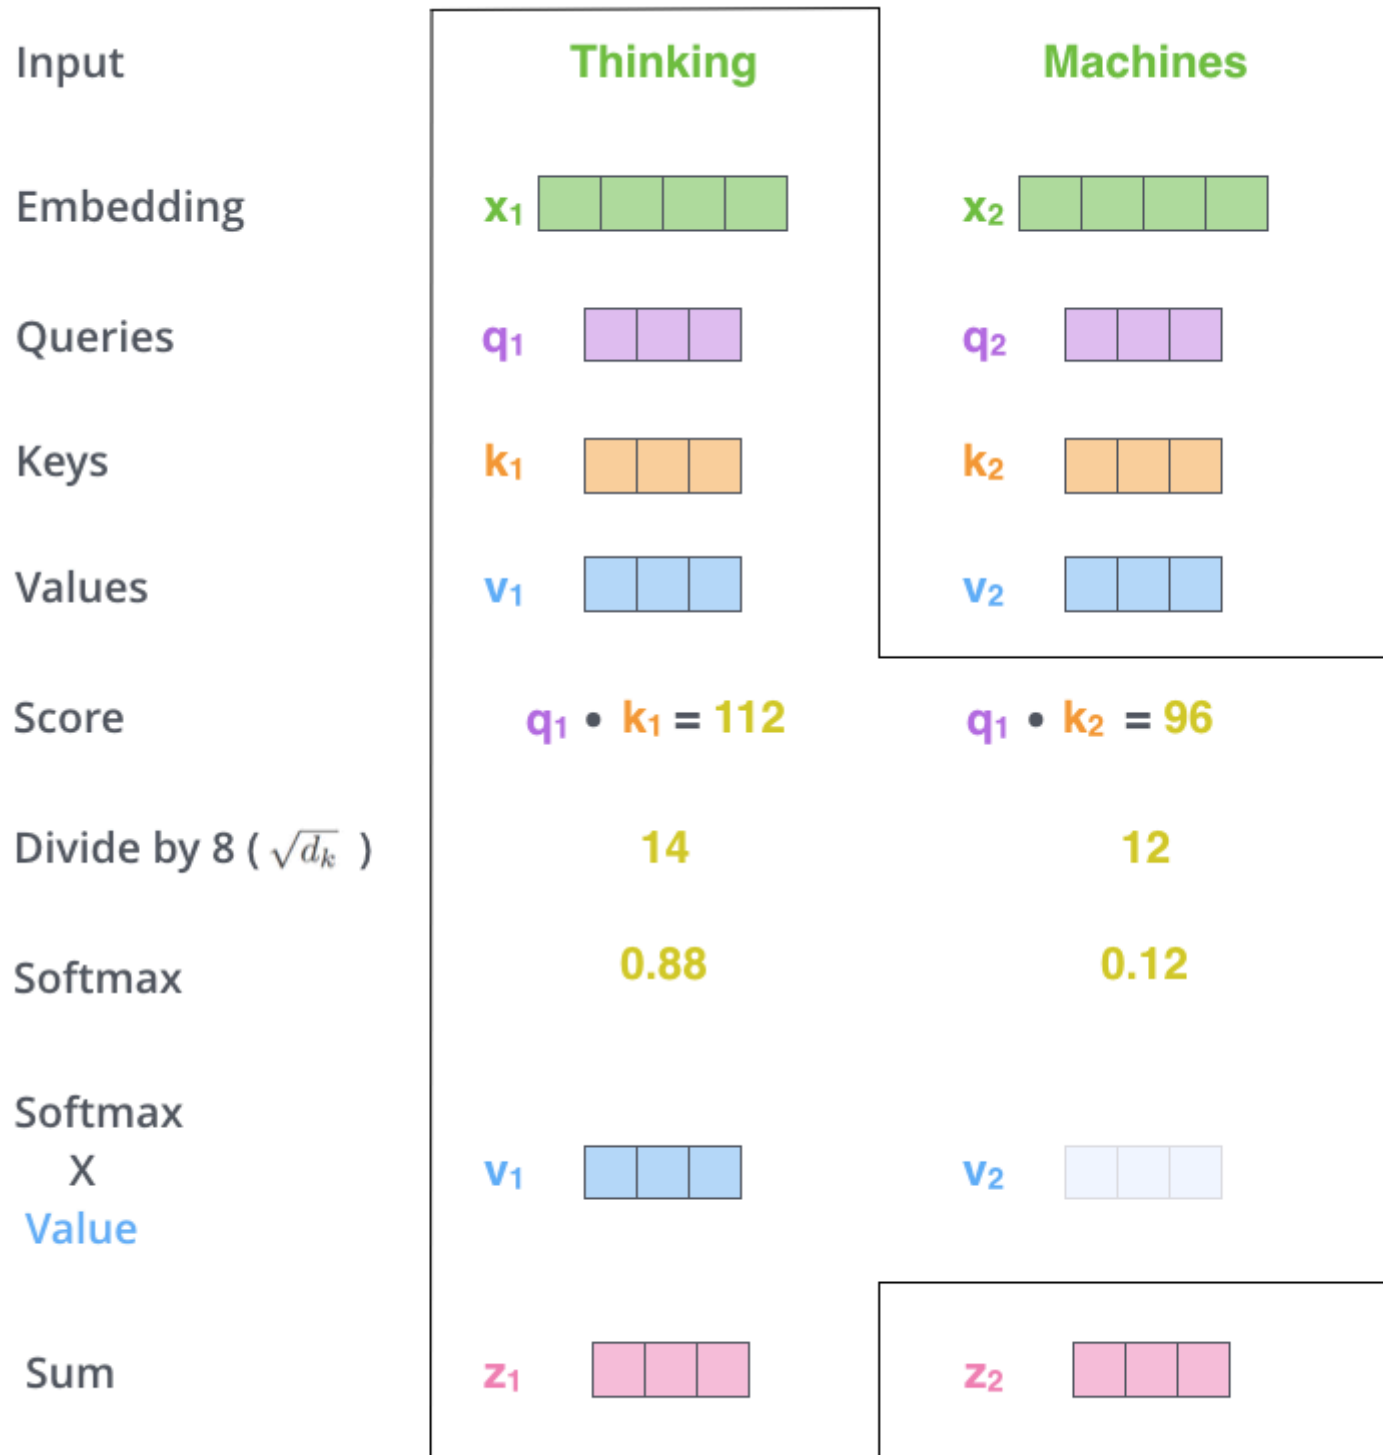 Input Thinking Machines
Embedding x₁ x₂
Queries q₁ q₂
Keys k₁ k₂
Values v₁ v₂
Score q₁ • k₁ = 112 q₁ • k₂ = 96
Divide by 8 ( √dₖ ) 14 12
Softmax 0.88 0.12
Softmax
X
Value v₁ v₂
Sum z₁ z₂